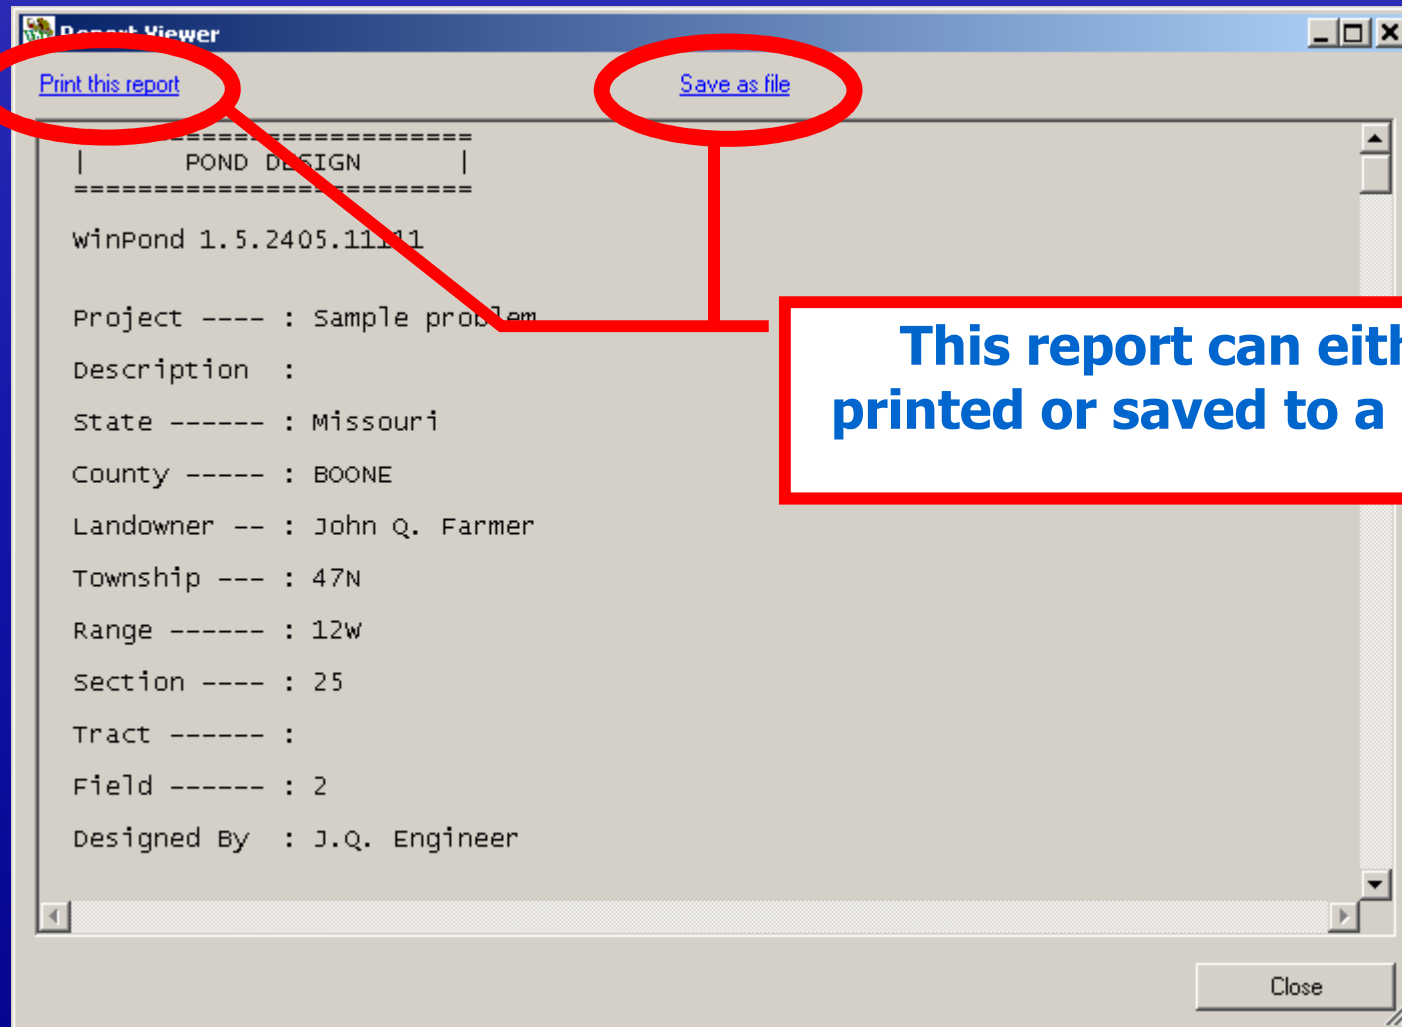 Report Viewer
Print this report
Save as file
=========================
| POND DESIGN |
=========================
WinPond 1.5.2405.11111
Project ---- : Sample problem
Description :
State ------ : Missouri
County ----- : BOONE
Landowner -- : John Q. Farmer
Township --- : 47N
Range ------ : 12W
Section ---- : 25
Tract ------ :
Field ------ : 2
Designed By : J.Q. Engineer
This report can eith
printed or saved to a
Close